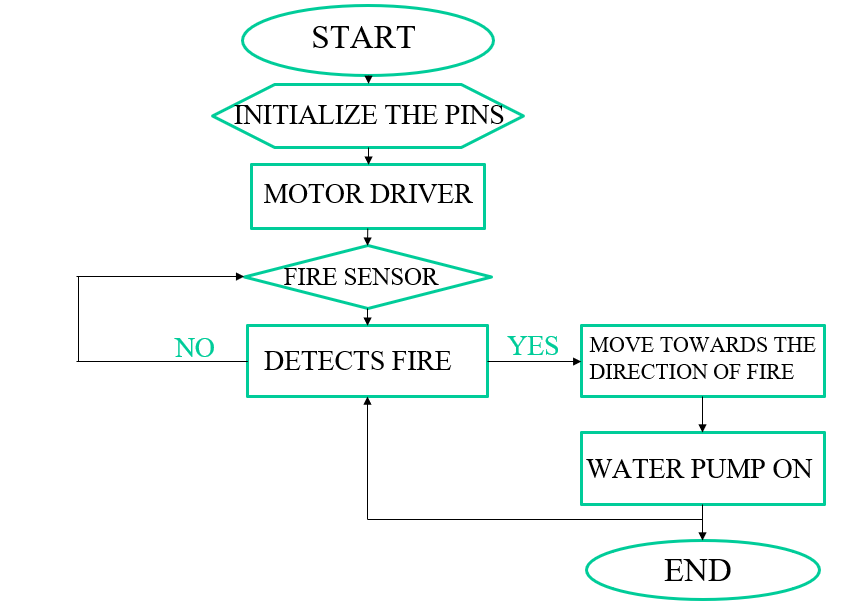 START
INITIALIZE THE PINS
MOTOR DRIVER
FIRE SENSOR
NO
DETECTS FIRE
YES
MOVE TOWARDS THE
DIRECTION OF FIRE
WATER PUMP ON
END